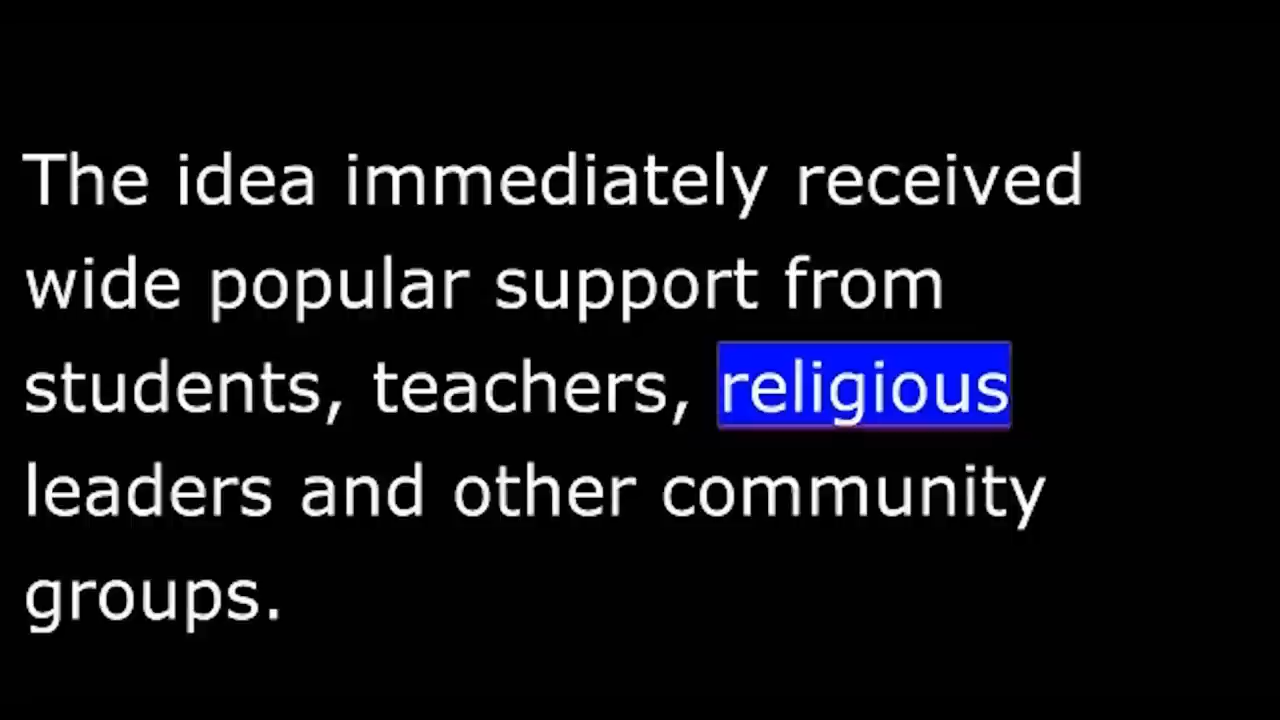 The idea immediately received
wide popular support from
students, teachers, religious
leaders and other community
groups.